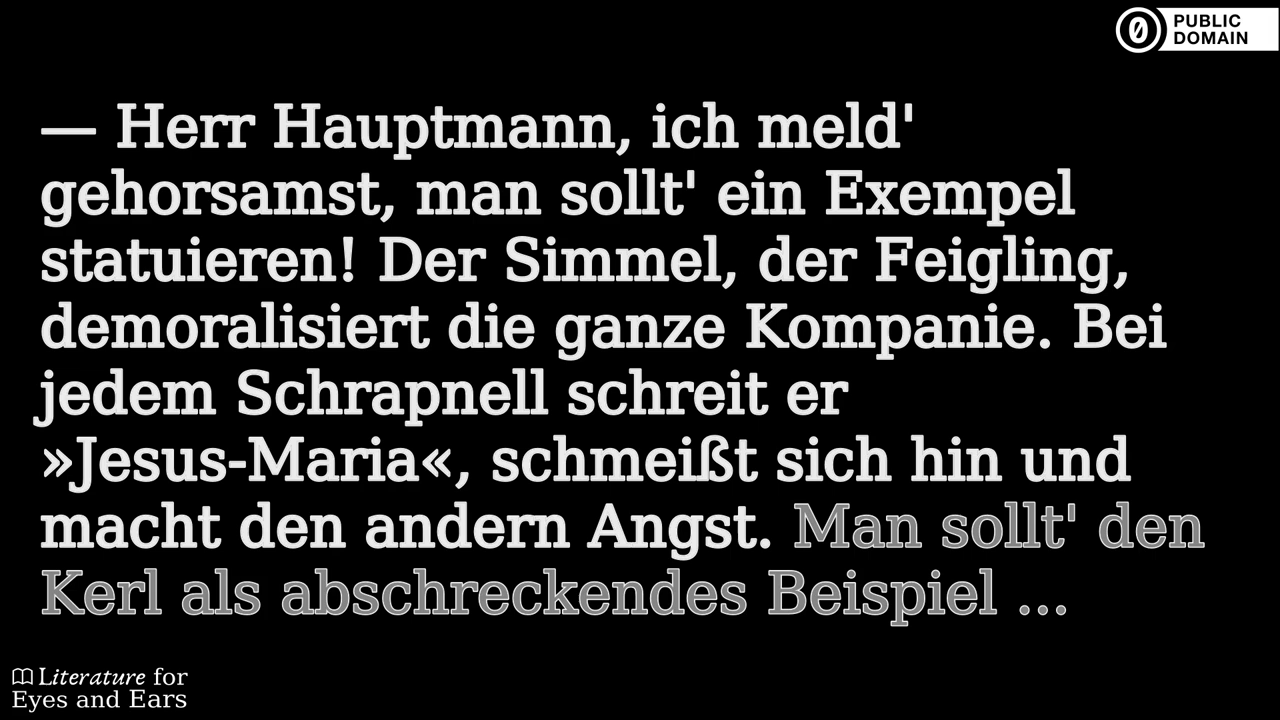 PUBLIC
DOMAIN
— Herr Hauptmann, ich meld'
gehorsamst, man sollt' ein Exempel
statuieren! Der Simmel, der Feigling,
demoralisiert die ganze Kompanie. Bei
jedem Schrapnell schreit er
»Jesus-Maria«, schmeißt sich hin und
macht den andern Angst. Man sollt' den
Kerl als abschreckendes Beispiel ...
Literature for
Eyes and Ears